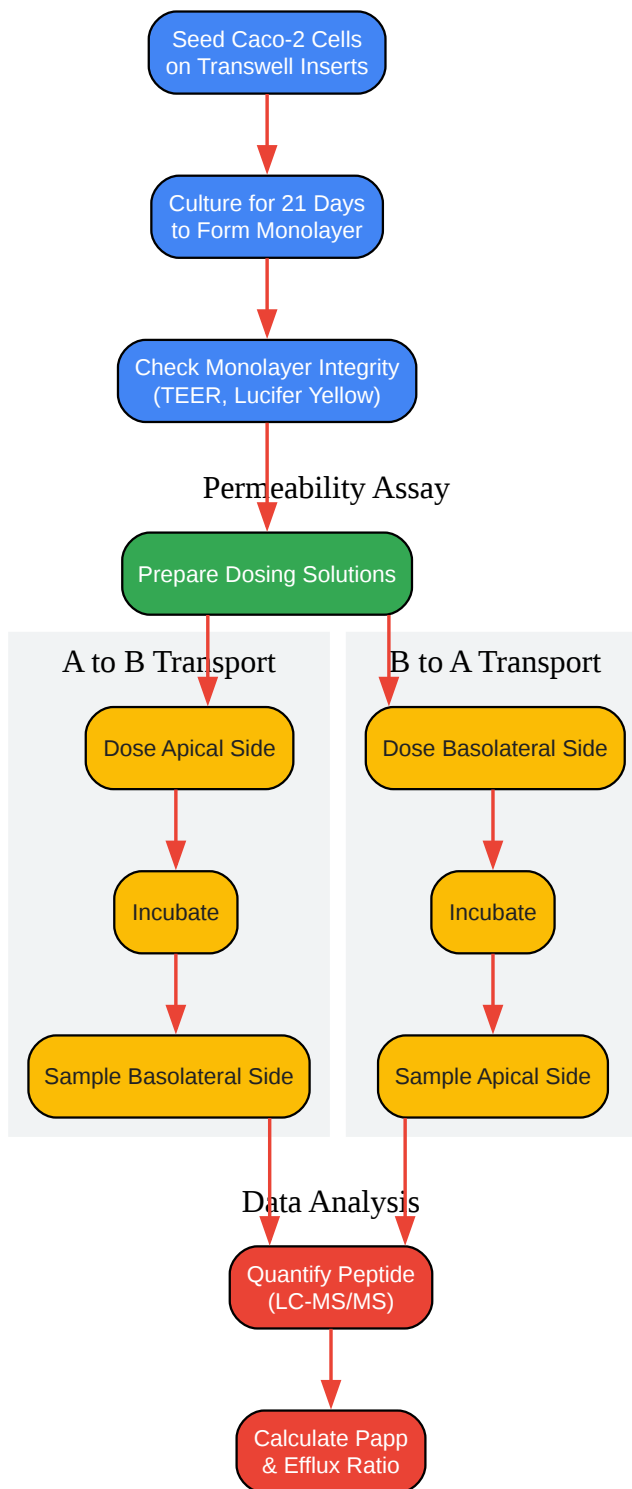 Seed Caco-2 Cells
on Transwell Inserts
Culture for 21 Days
to Form Monolayer
Check Monolayer Integrity
(TEER, Lucifer Yellow)
Permeability Assay
Prepare Dosing Solutions
A to B Transport
Dose Apical Side
Incubate
Sample Basolateral Side
B to A Transport
Dose Basolateral Side
Incubate
Sample Apical Side
Data Analysis
Quantify Peptide
(LC-MS/MS)
Calculate Papp
& Efflux Ratio